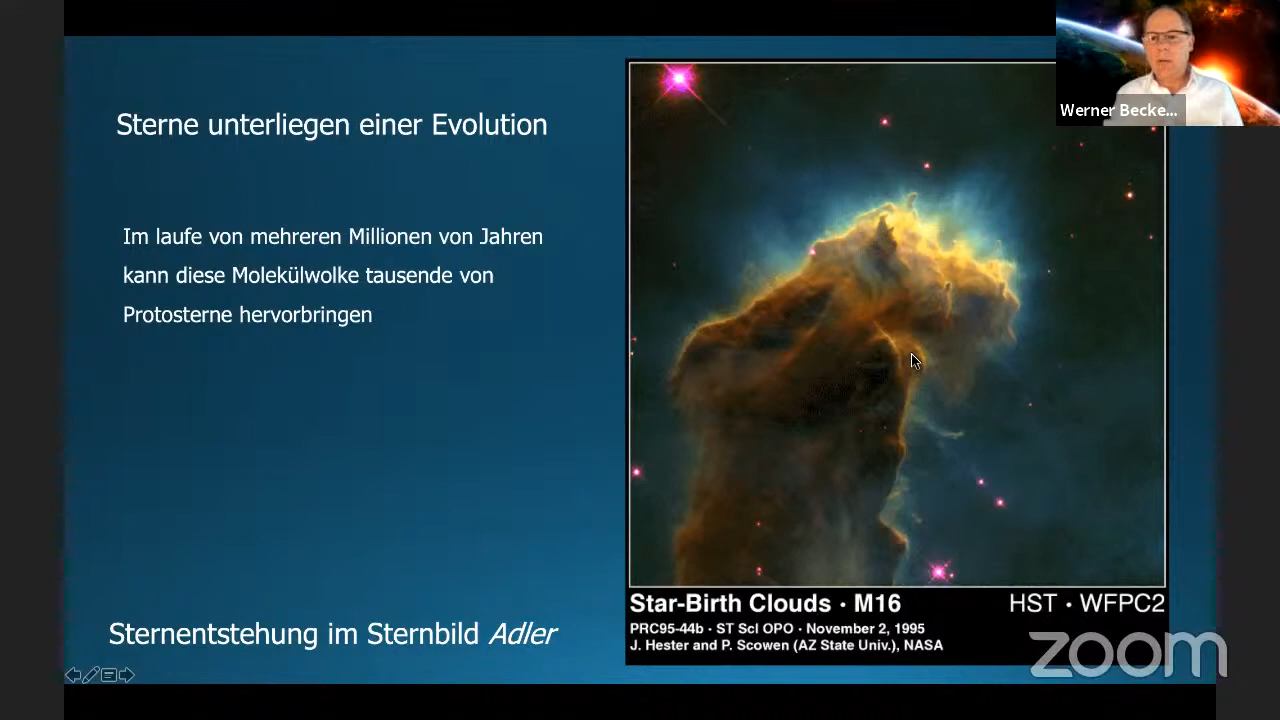 Sterne unterliegen einer Evolution
Im laufe von mehreren Millionen von Jahren
kann diese Molekülwolke tausende von
Protosterne hervorbringen
Sternentstehung im Sternbild Adler
Werner Becke...
Star-Birth Clouds · M16
HST · WFPC2
PRC95-44b · ST ScI OPO · November 2, 1995
J. Hester and P. Scowen (AZ State Univ.), NASA
zoom